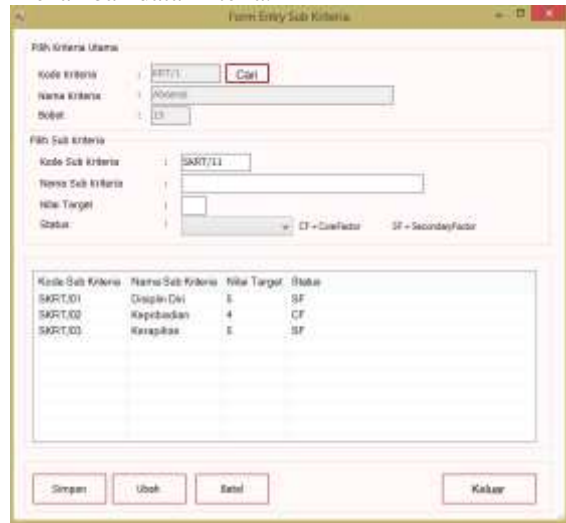 Form Entry Sub Kriteria
Pilih Kriteria Utama
Kode Kriteria : KRT/1 Cari
Nama Kriteria : Absensi
Bobot :
Pilih Sub Kriteria
Kode Sub Kriteria : SKRT/11
Nama Sub Kriteria :
Nilai Target :
Status : CF = CoreFactor SF = SecondaryFactor
Kode Sub Kriteria Nama Sub Kriteria Nilai Target Status
SKRT/01 Disiplin Diri SF
SKRT/02 Kepribadian 4 CF
SKRT/03 Kerapihan SF
Simpan Ubah Batal Keluar